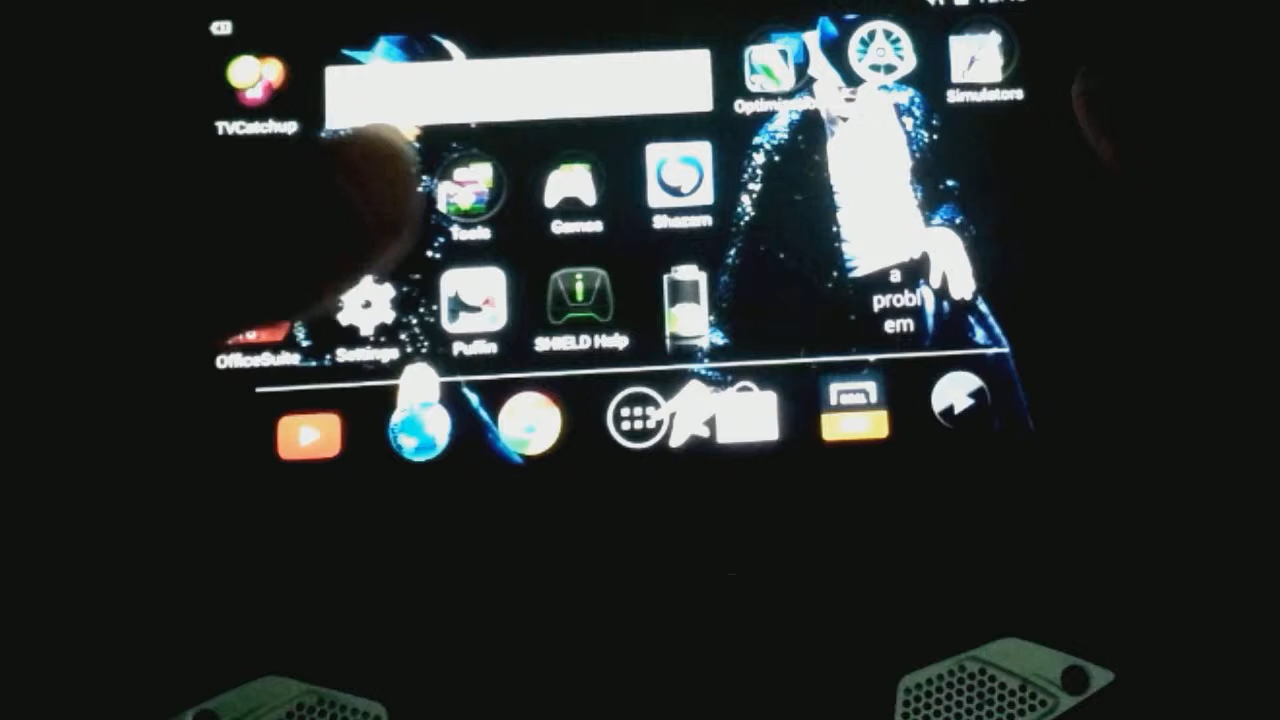 TVCatchup
Simulators
Tools
Games
Shazam
a
probl
em
OfficeSuite
Settings
Puffin
SHIELD Help